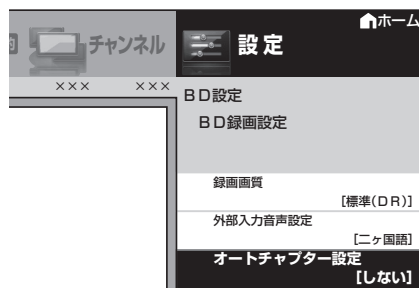 ホーム
チャンネル
設定
××× ×××
BD設定
BD録画設定
録画画質
[標準(DR)]
外部入力音声設定
[二ヶ国語]
オートチャプター設定
[しない]